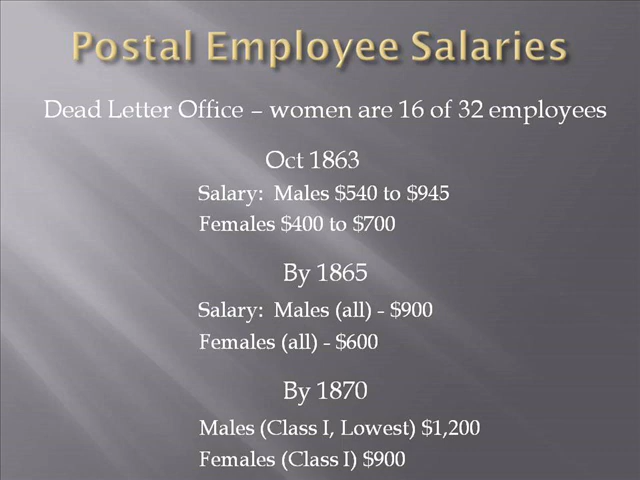 Postal Employee Salaries
Dead Letter Office – women are 16 of 32 employees
Oct 1863
Salary:  Males $540 to $945
Females $400 to $700
By 1865
Salary:  Males (all) - $900
Females (all) - $600
By 1870
Males (Class I, Lowest) $1,200
Females (Class I) $900